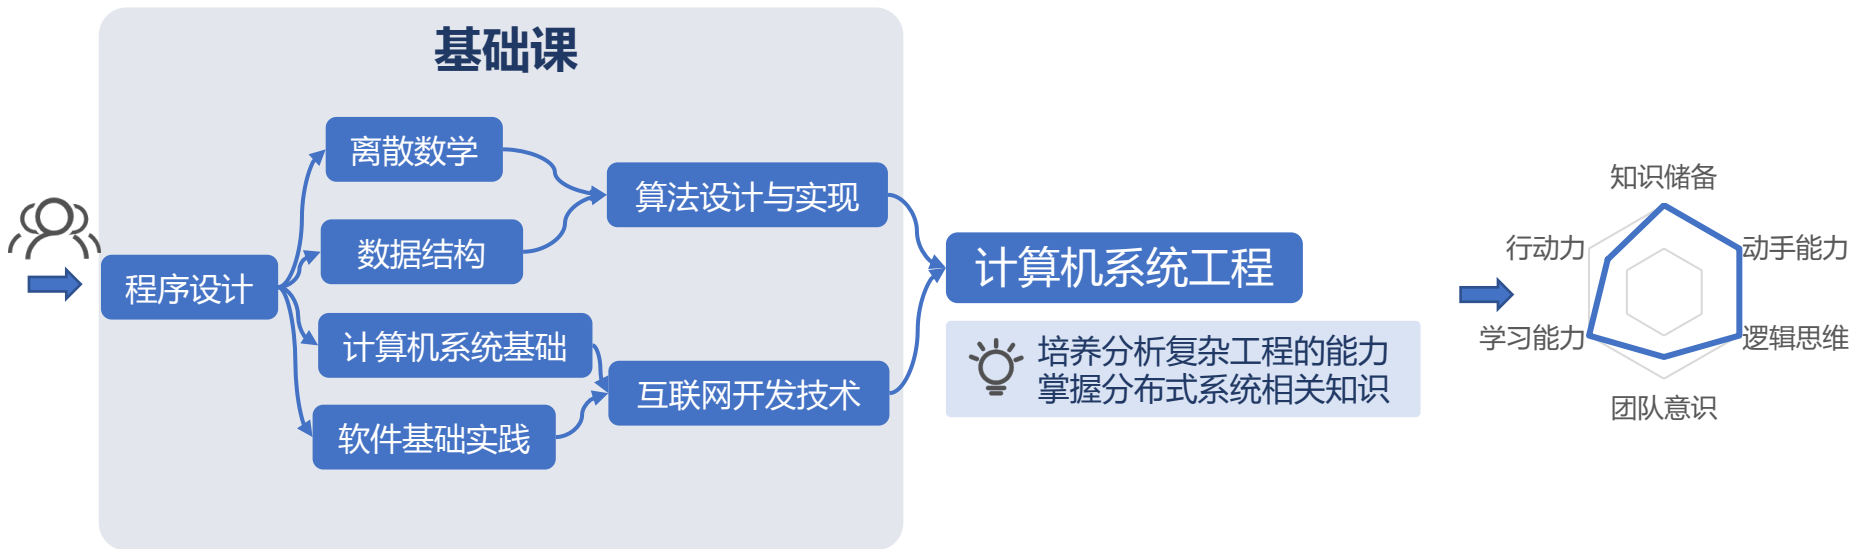 基础课
离散数学
算法设计与实现
数据结构
程序设计
计算机系统基础
互联网开发技术
软件基础实践
计算机系统工程
培养分析复杂工程的能力
掌握分布式系统相关知识
知识储备
行动力
动手能力
学习能力
逻辑思维
团队意识